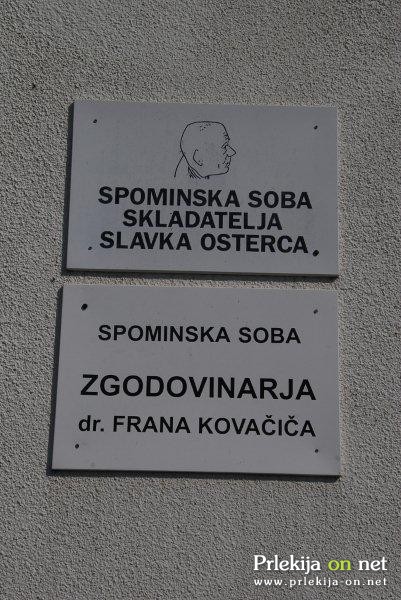 SPOMINSKA SOBA
SKLADATELJA
SLAVKA OSTERCA
SPOMINSKA SOBA
ZGODOVINARJA
dr. FRANA KOVAČIČA
Prlekija on net
www.prlekija-on.net